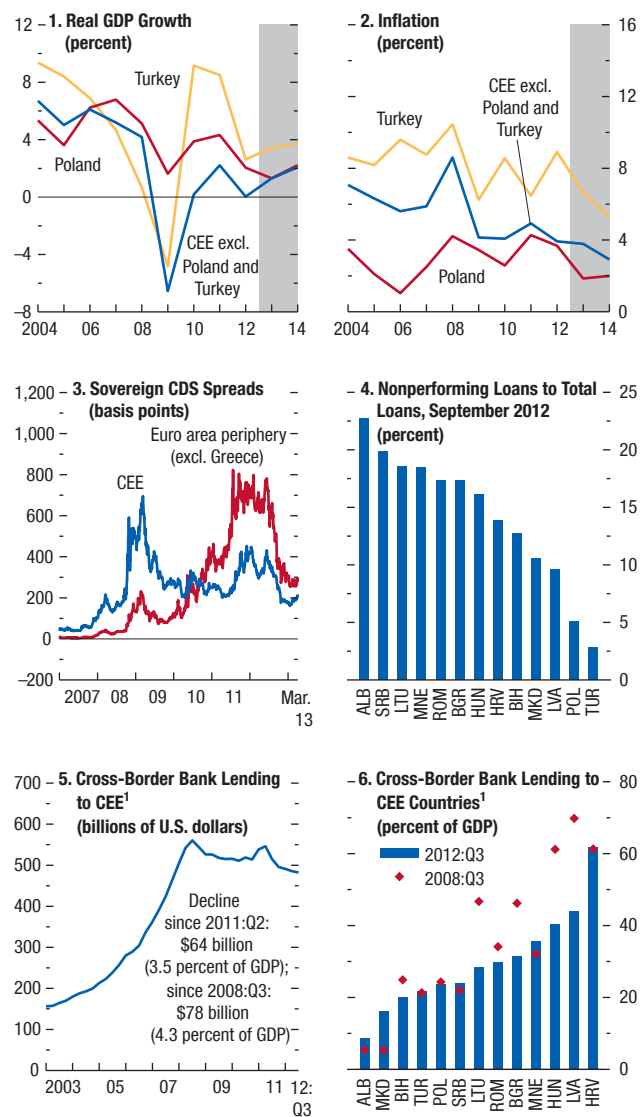 1. Real GDP Growth
(percent)
12
8
4
0
–4
–8
Turkey
Poland
CEE excl.
Poland and
Turkey
2004 06 08 10 12 14
2. Inflation
(percent)
16
12
8
4
0
CEE excl.
Poland and
Turkey
Turkey
Poland
2004 06 08 10 12 14
3. Sovereign CDS Spreads
(basis points)
1,200
1,000
800
600
400
200
0
–200
Euro area periphery
(excl. Greece)
CEE
2007 08 09 10 11 Mar.
13
4. Nonperforming Loans to Total
Loans, September 2012
(percent)
25
20
15
10
5
0
ALB SRB LTU MNE ROM BGR HUN HRV BIH MKD LVA POL TUR
5. Cross-Border Bank Lending
to CEE¹
(billions of U.S. dollars)
700
600
500
400
300
200
100
0
Decline
since 2011:Q2:
$64 billion
(3.5 percent of GDP);
since 2008:Q3:
$78 billion
(4.3 percent of GDP)
2003 05 07 09 11 12:
Q3
6. Cross-Border Bank Lending to
CEE Countries¹
(percent of GDP)
2012:Q3
2008:Q3
80
60
40
20
0
ALB MKD BIH TUR POL SRB LTU ROM BGR MNE HUN LVA HRV